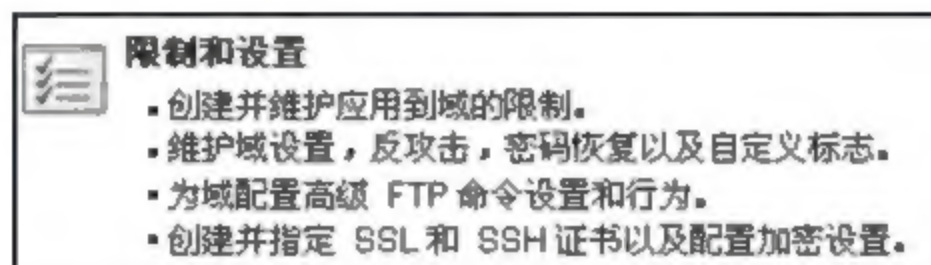 限制和设置
▪ 创建并维护应用到域的限制。
▪ 维护域设置，反攻击，密码恢复以及自定义标志。
▪ 为域配置高级 FTP 命令设置和行为。
▪ 创建并指定 SSL 和 SSH 证书以及配置加密设置。